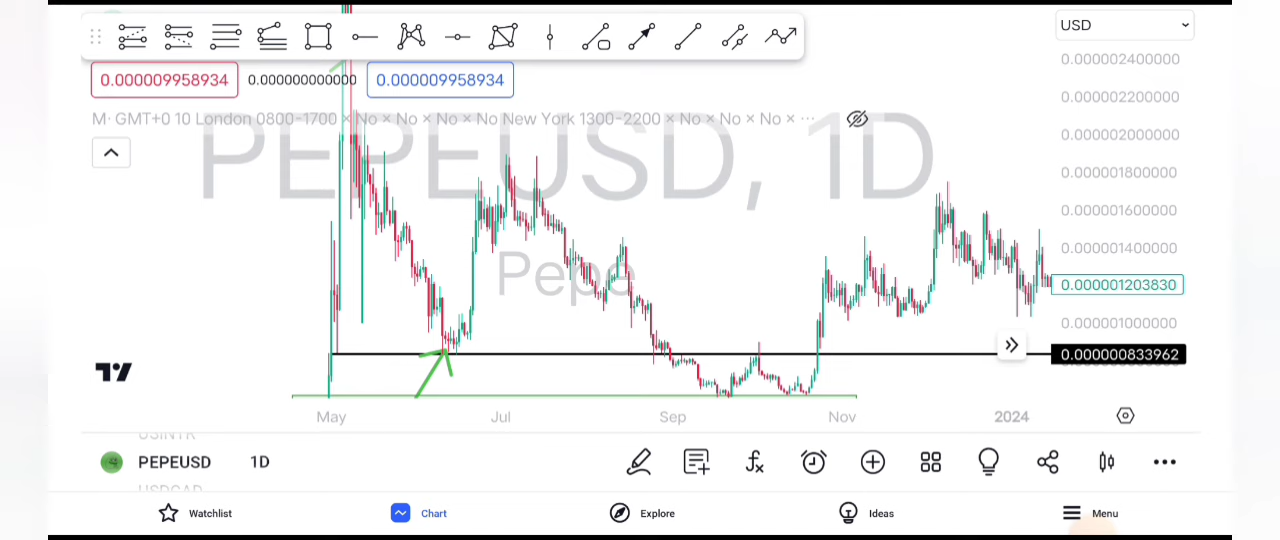 USD
0.000002400000
0.000009958934 0.000000000000 0.000009958934
0.000002200000
M· GMT+0 10 London 0800-1700 × No × No × No × No New York 1300-2200 × No × No × No × ···
0.000002000000
PEPEUSD, 1D
0.000001800000
0.000001600000
0.000001400000
Pepe
0.000001203830
0.000001000000
0.000000833962
May Jul Sep Nov 2024
PEPEUSD 1D
USDCAD
Watchlist Chart Explore Ideas Menu